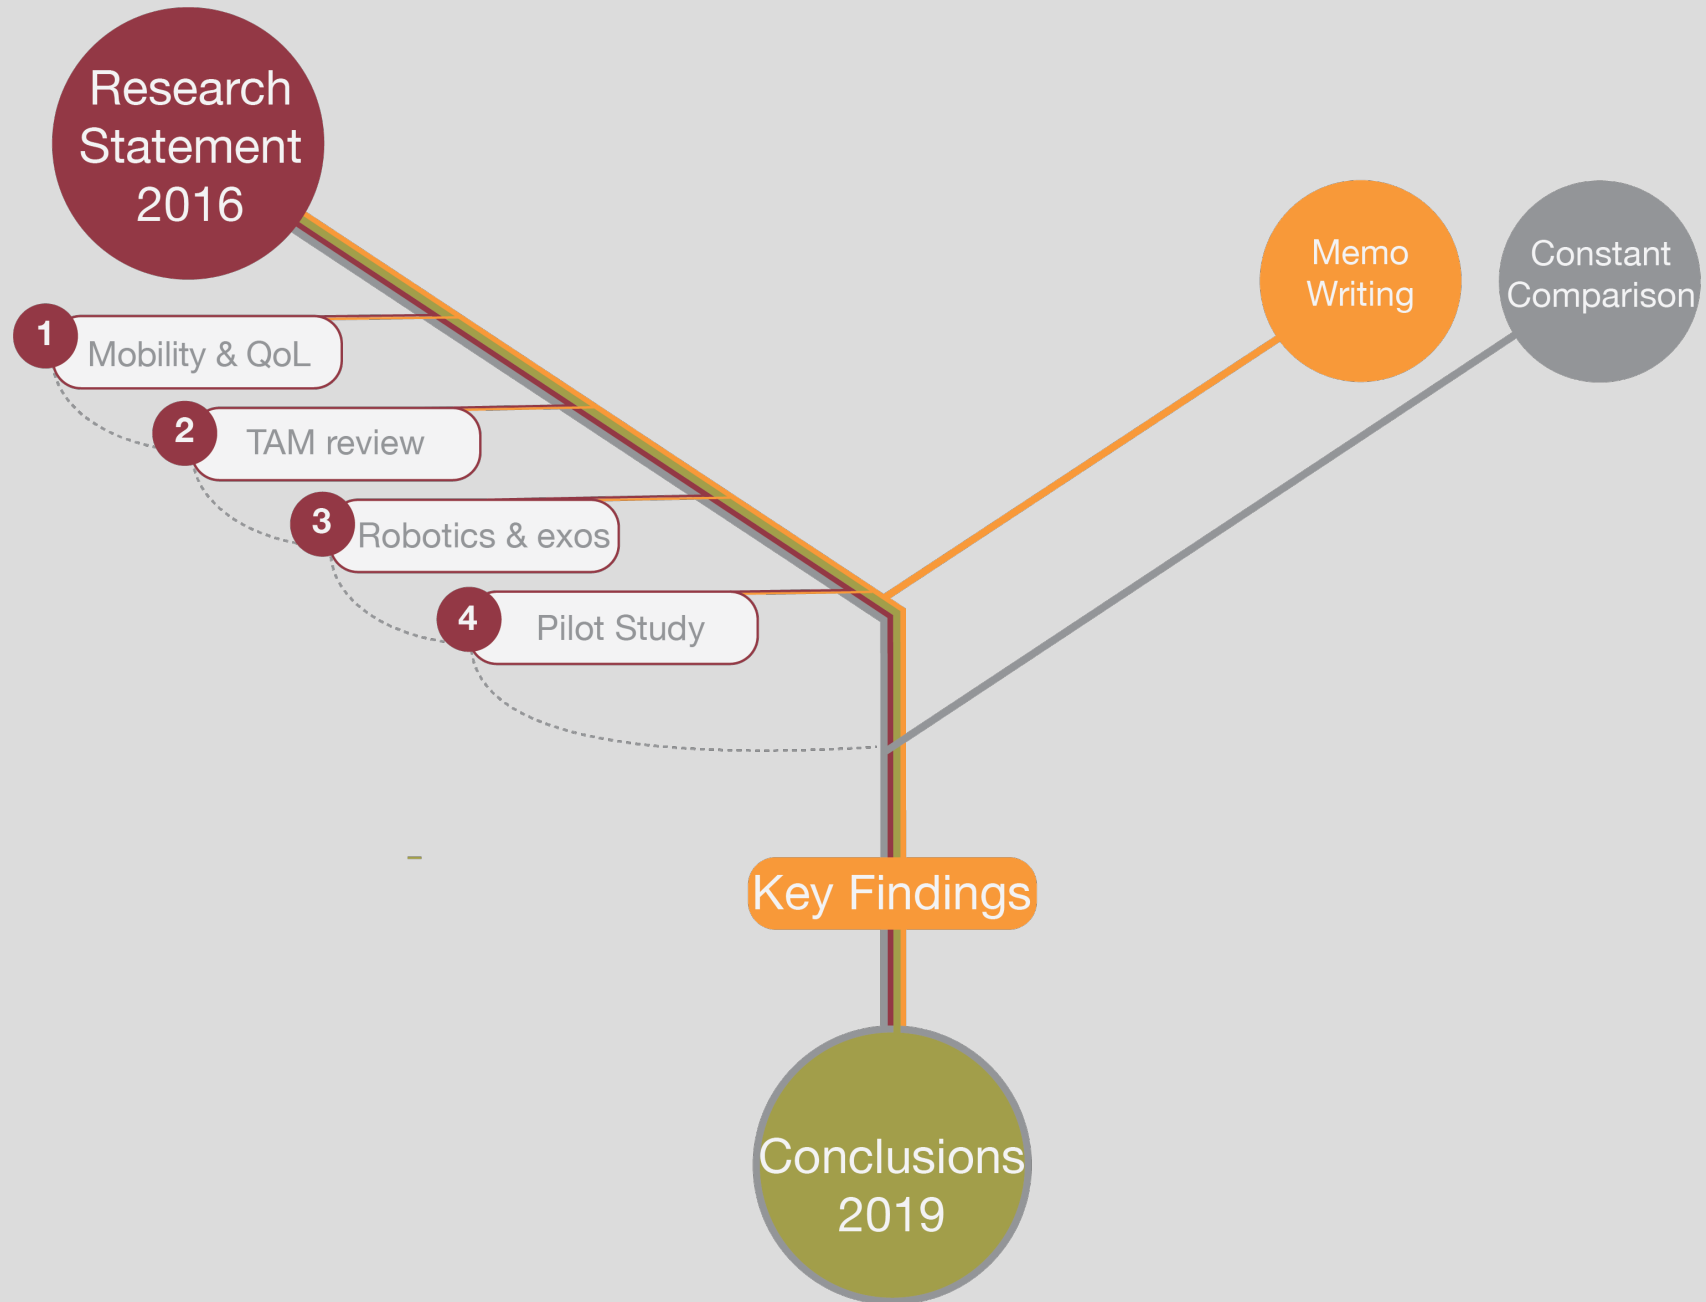 Research
Statement
2016
1
Mobility & QoL
2
TAM review
3
Robotics & exos
4
Pilot Study
Memo
Writing
Constant
Comparison
Key Findings
Conclusions
2019